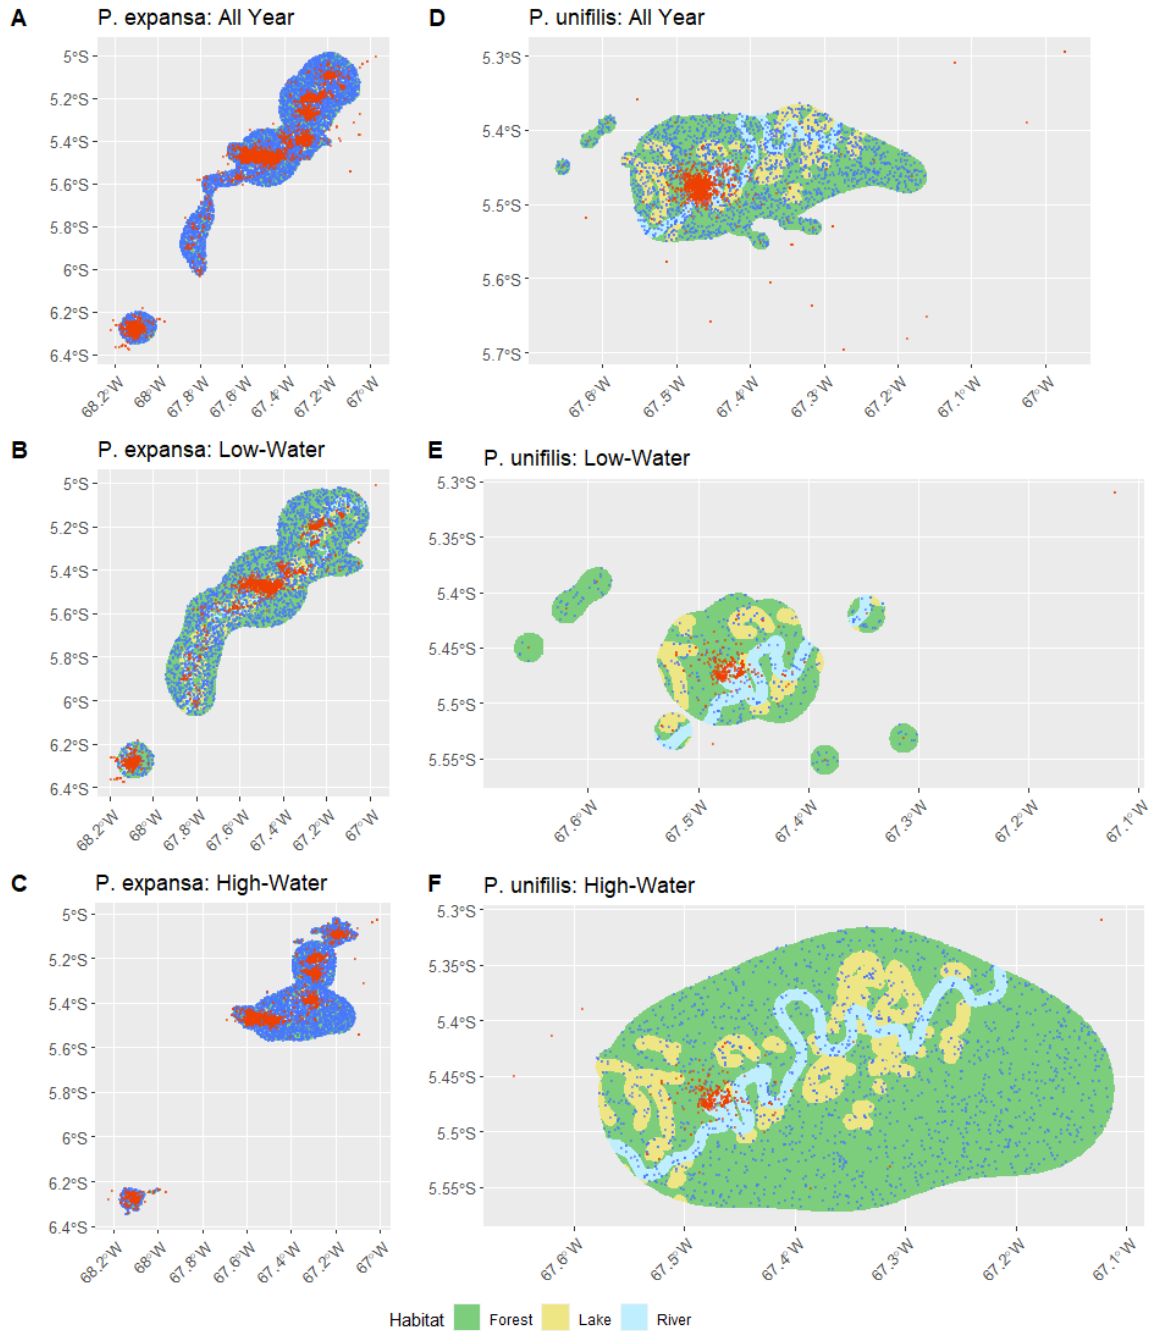 A P. expansa: All Year
5°S
5.2°S
5.4°S
5.6°S
5.8°S
6°S
6.2°S
6.4°S
68.2°W 68°W 67.8°W 67.6°W 67.4°W 67.2°W 67°W
D P. unifilis: All Year
5.3°S
5.4°S
5.5°S
5.6°S
5.7°S
67.6°W 67.5°W 67.4°W 67.3°W 67.2°W 67.1°W 67°W
B P. expansa: Low-Water
5°S
5.2°S
5.4°S
5.6°S
5.8°S
6°S
6.2°S
6.4°S
68.2°W 68°W 67.8°W 67.6°W 67.4°W 67.2°W 67°W
E P. unifilis: Low-Water
5.3°S
5.35°S
5.4°S
5.45°S
5.5°S
5.55°S
67.6°W 67.5°W 67.4°W 67.3°W 67.2°W 67.1°W
C P. expansa: High-Water
5°S
5.2°S
5.4°S
5.6°S
5.8°S
6°S
6.2°S
6.4°S
68.2°W 68°W 67.8°W 67.6°W 67.4°W 67.2°W 67°W
F P. unifilis: High-Water
5.3°S
5.35°S
5.4°S
5.45°S
5.5°S
5.55°S
67.6°W 67.5°W 67.4°W 67.3°W 67.2°W 67.1°W
Habitat Forest Lake River